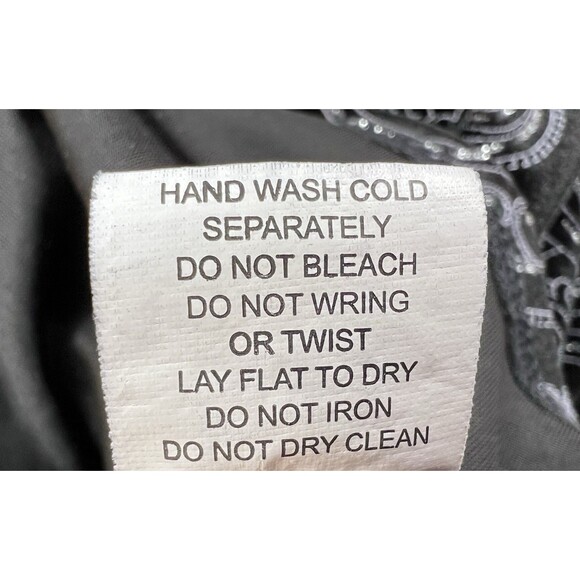 HAND WASH COLD
SEPARATELY
DO NOT BLEACH
DO NOT WRING
OR TWIST
LAY FLAT TO DRY
DO NOT IRON
DO NOT DRY CLEAN